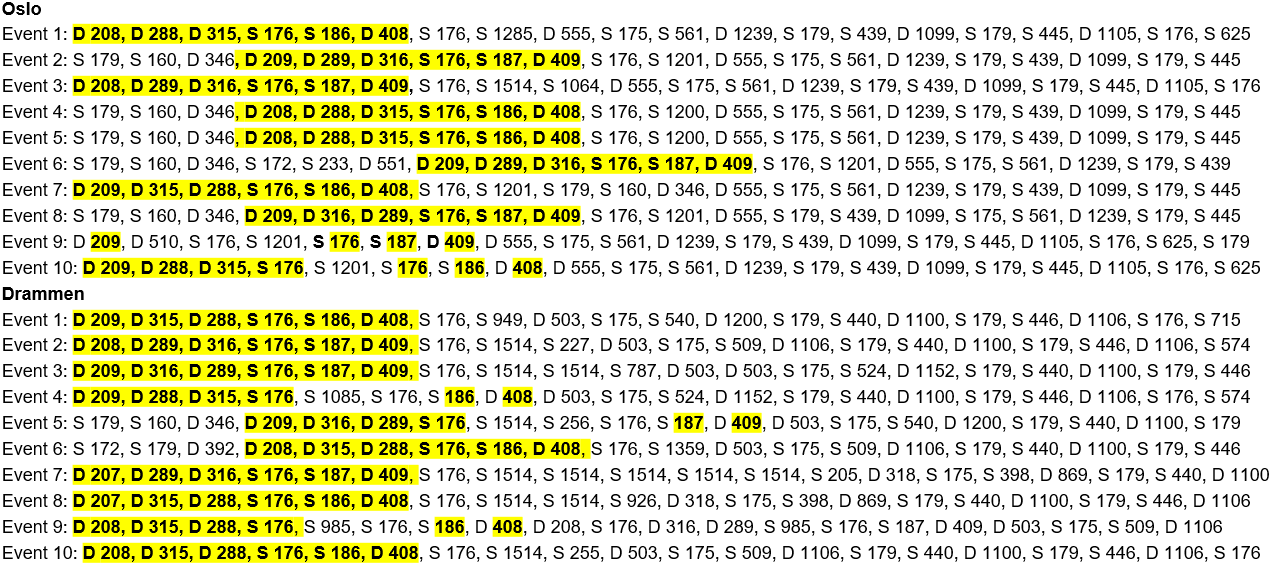 Oslo
Event 1: D 208, D 288, D 315, S 176, S 186, D 408, S 176, S 1285, D 555, S 175, S 561, D 1239, S 179, S 439, D 1099, S 179, S 445, D 1105, S 176, S 625
Event 2: S 179, S 160, D 346, D 209, D 289, D 316, S 176, S 187, D 409, S 176, S 1201, D 555, S 175, S 561, D 1239, S 179, S 439, D 1099, S 179, S 445
Event 3: D 208, D 289, D 316, S 176, S 187, D 409, S 176, S 1514, S 1064, D 555, S 175, S 561, D 1239, S 179, S 439, D 1099, S 179, S 445, D 1105, S 176
Event 4: S 179, S 160, D 346, D 208, D 288, D 315, S 176, S 186, D 408, S 176, S 1200, D 555, S 175, S 561, D 1239, S 179, S 439, D 1099, S 179, S 445
Event 5: S 179, S 160, D 346, D 208, D 288, D 315, S 176, S 186, D 408, S 176, S 1200, D 555, S 175, S 561, D 1239, S 179, S 439, D 1099, S 179, S 445
Event 6: S 179, S 160, D 346, S 172, S 233, D 551, D 209, D 289, D 316, S 176, S 187, D 409, S 176, S 1201, D 555, S 175, S 561, D 1239, S 179, S 439
Event 7: D 209, D 315, D 288, S 176, S 186, D 408, S 176, S 1201, S 179, S 160, D 346, D 555, S 175, S 561, D 1239, S 179, S 439, D 1099, S 179, S 445
Event 8: S 179, S 160, D 346, D 209, D 316, D 289, S 176, S 187, D 409, S 176, S 1201, D 555, S 179, S 439, D 1099, S 175, S 561, D 1239, S 179, S 445
Event 9: D 209, D 510, S 176, S 1201, S 176, S 187, D 409, D 555, S 175, S 561, D 1239, S 179, S 439, D 1099, S 179, S 445, D 1105, S 176, S 625, S 179
Event 10: D 209, D 288, D 315, S 176, S 1201, S 176, S 186, D 408, D 555, S 175, S 561, D 1239, S 179, S 439, D 1099, S 179, S 445, D 1105, S 176, S 625
Drammen
Event 1: D 209, D 315, D 288, S 176, S 186, D 408, S 176, S 949, D 503, S 175, S 540, D 1200, S 179, S 440, D 1100, S 179, S 446, D 1106, S 176, S 715
Event 2: D 208, D 289, D 316, S 176, S 187, D 409, S 176, S 1514, S 227, D 503, S 175, S 509, D 1106, S 179, S 440, D 1100, S 179, S 446, D 1106, S 574
Event 3: D 209, D 316, D 289, S 176, S 187, D 409, S 176, S 1514, S 1514, S 787, D 503, D 503, S 175, S 524, D 1152, S 179, S 440, D 1100, S 179, S 446
Event 4: D 209, D 288, D 315, S 176, S 1085, S 176, S 186, D 408, D 503, S 175, S 524, D 1152, S 179, S 440, D 1100, S 179, S 446, D 1106, S 176, S 574
Event 5: S 179, S 160, D 346, D 209, D 316, D 289, S 176, S 1514, S 256, S 176, S 187, D 409, D 503, S 175, S 540, D 1200, S 179, S 440, D 1100, S 179
Event 6: S 172, S 179, D 392, D 208, D 315, D 288, S 176, S 186, D 408, S 176, S 1359, D 503, S 175, S 509, D 1106, S 179, S 440, D 1100, S 179, S 446
Event 7: D 207, D 289, D 316, S 176, S 187, D 409, S 176, S 1514, S 1514, S 1514, S 1514, S 1514, S 205, D 318, S 175, S 398, D 869, S 179, S 440, D 1100
Event 8: D 207, D 315, D 288, S 176, S 186, D 408, S 176, S 1514, S 1514, S 926, D 318, S 175, S 398, D 869, S 179, S 440, D 1100, S 179, S 446, D 1106
Event 9: D 208, D 315, D 288, S 176, S 985, S 176, S 186, D 408, D 208, S 176, D 316, D 289, S 985, S 176, S 187, D 409, D 503, S 175, S 509, D 1106
Event 10: D 208, D 315, D 288, S 176, S 186, D 408, S 176, S 1514, S 255, D 503, S 175, S 509, D 1106, S 179, S 440, D 1100, S 179, S 446, D 1106, S 176